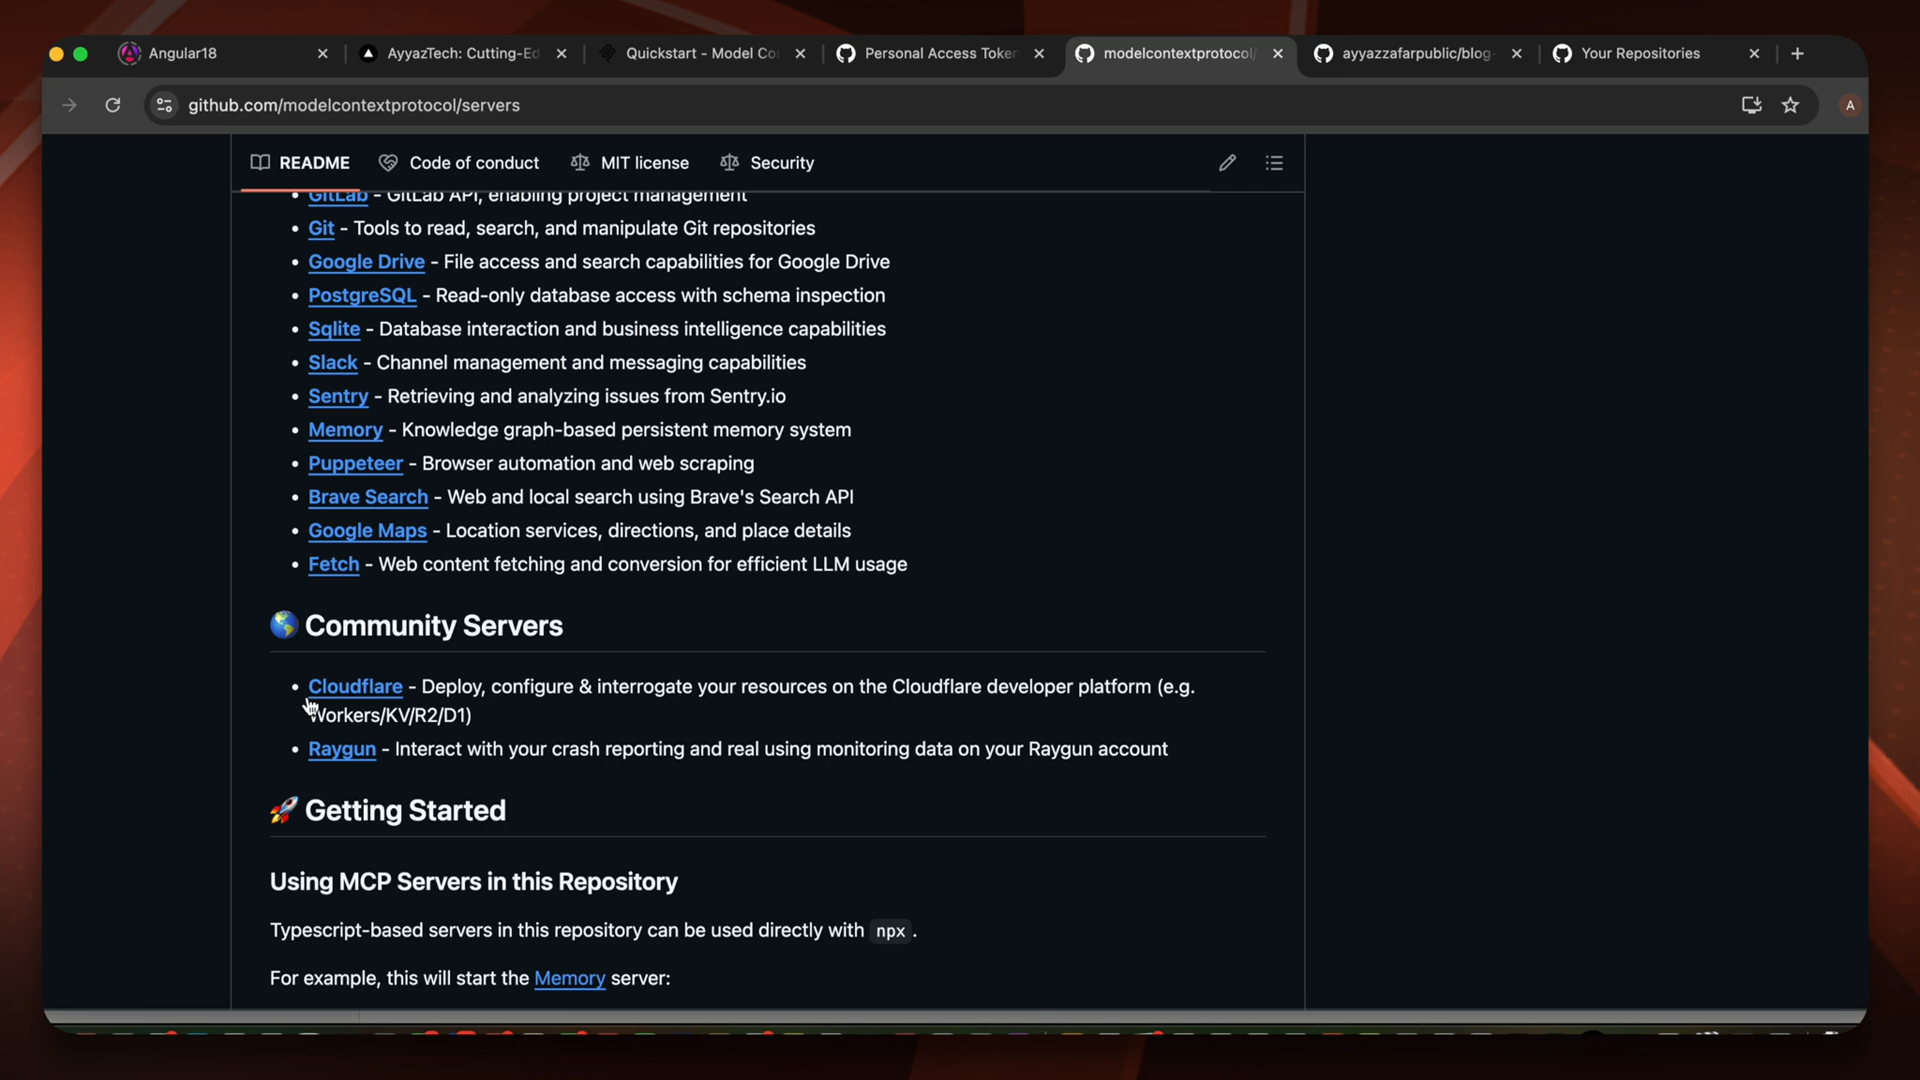 Angular18
AyyazTech: Cutting-Ed
Quickstart - Model Co
Personal Access Token
modelcontextprotocol/
ayyazzafarpublic/blog-
Your Repositories
github.com/modelcontextprotocol/servers
A
README
Code of conduct
MIT license
Security
• GitLab - GitLab API, enabling project management
• Git - Tools to read, search, and manipulate Git repositories
• Google Drive - File access and search capabilities for Google Drive
• PostgreSQL - Read-only database access with schema inspection
• Sqlite - Database interaction and business intelligence capabilities
• Slack - Channel management and messaging capabilities
• Sentry - Retrieving and analyzing issues from Sentry.io
• Memory - Knowledge graph-based persistent memory system
• Puppeteer - Browser automation and web scraping
• Brave Search - Web and local search using Brave's Search API
• Google Maps - Location services, directions, and place details
• Fetch - Web content fetching and conversion for efficient LLM usage
🌎 Community Servers
• Cloudflare - Deploy, configure & interrogate your resources on the Cloudflare developer platform (e.g.
Workers/KV/R2/D1)
• Raygun - Interact with your crash reporting and real using monitoring data on your Raygun account
🚀 Getting Started
Using MCP Servers in this Repository
Typescript-based servers in this repository can be used directly with npx .
For example, this will start the Memory server: